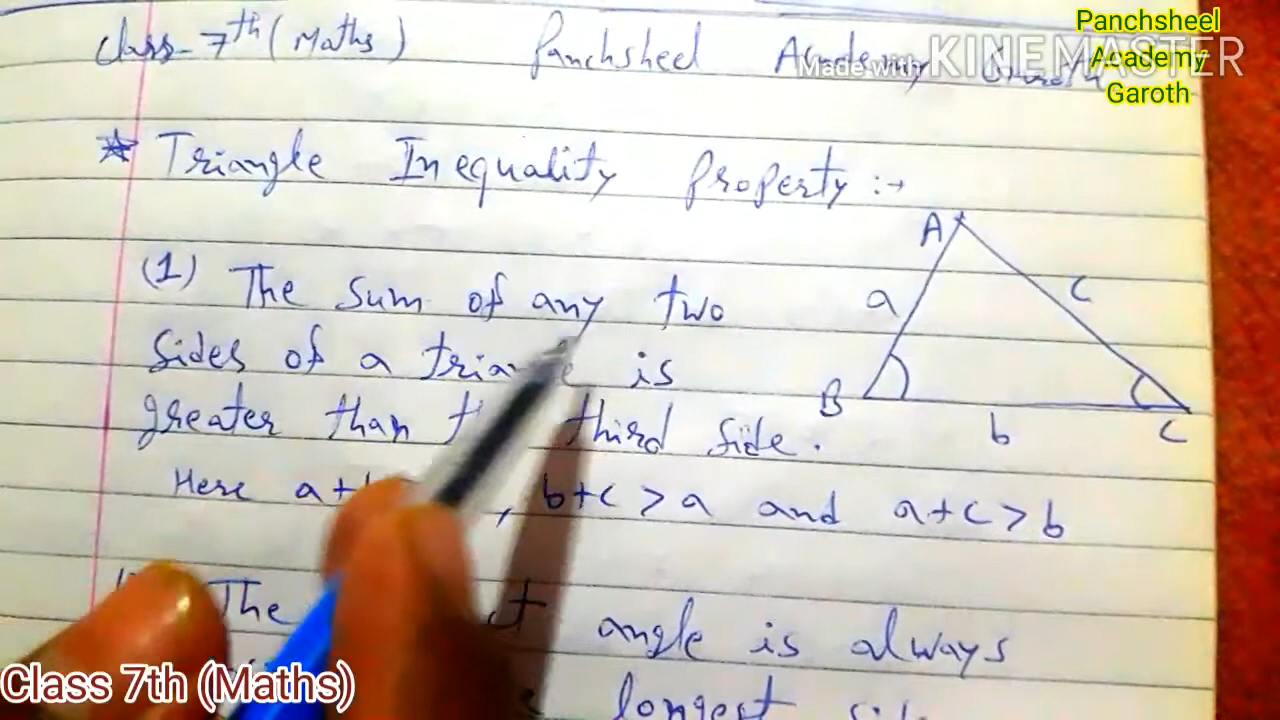 Class-7th (Maths) Panchsheel Academy
Panchsheel
Academy
Garoth
Made with KINEMASTER
* Triangle Inequality Property :→
(1) The sum of any two
sides of a triangle is
greater than third side.
Here a+ , b+c > a and a+c > b
A
a
c
B
b
C
The angle is always
longest
Class 7th (Maths)